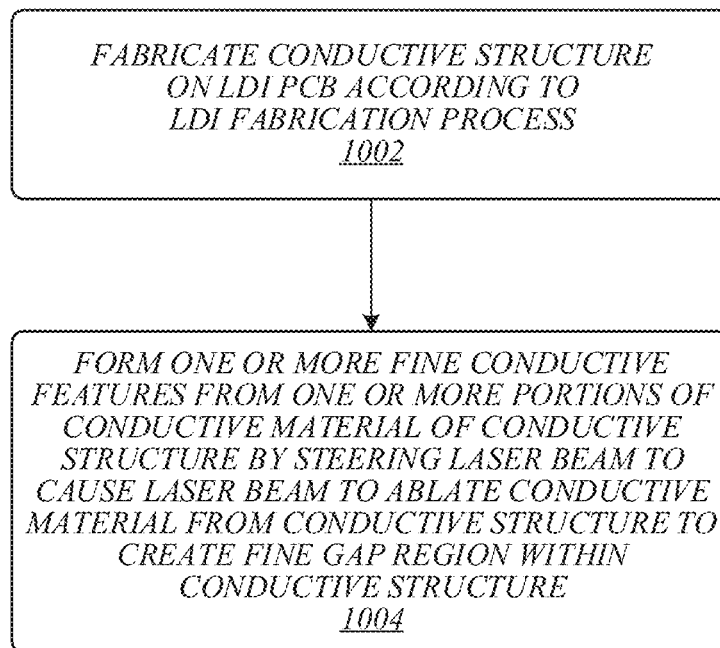 FABRICATE CONDUCTIVE STRUCTURE
ON LDI PCB ACCORDING TO
LDI FABRICATION PROCESS
1002
FORM ONE OR MORE FINE CONDUCTIVE
FEATURES FROM ONE OR MORE PORTIONS OF
CONDUCTIVE MATERIAL OF CONDUCTIVE
STRUCTURE BY STEERING LASER BEAM TO
CAUSE LASER BEAM TO ABLATE CONDUCTIVE
MATERIAL FROM CONDUCTIVE STRUCTURE TO
CREATE FINE GAP REGION WITHIN
CONDUCTIVE STRUCTURE
1004